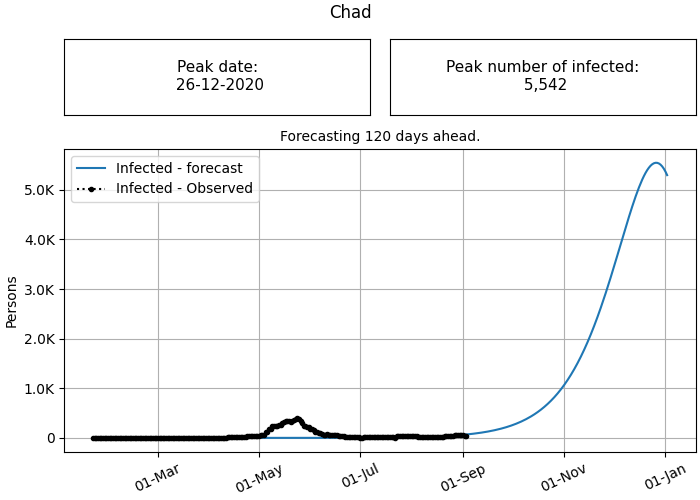 Chad
Peak date:
26-12-2020
Peak number of infected:
5,542
Forecasting 120 days ahead.
Infected - forecast
Infected - Observed
5.0K
4.0K
3.0K
2.0K
1.0K
0
Persons
01-Mar
01-May
01-Jul
01-Sep
01-Nov
01-Jan